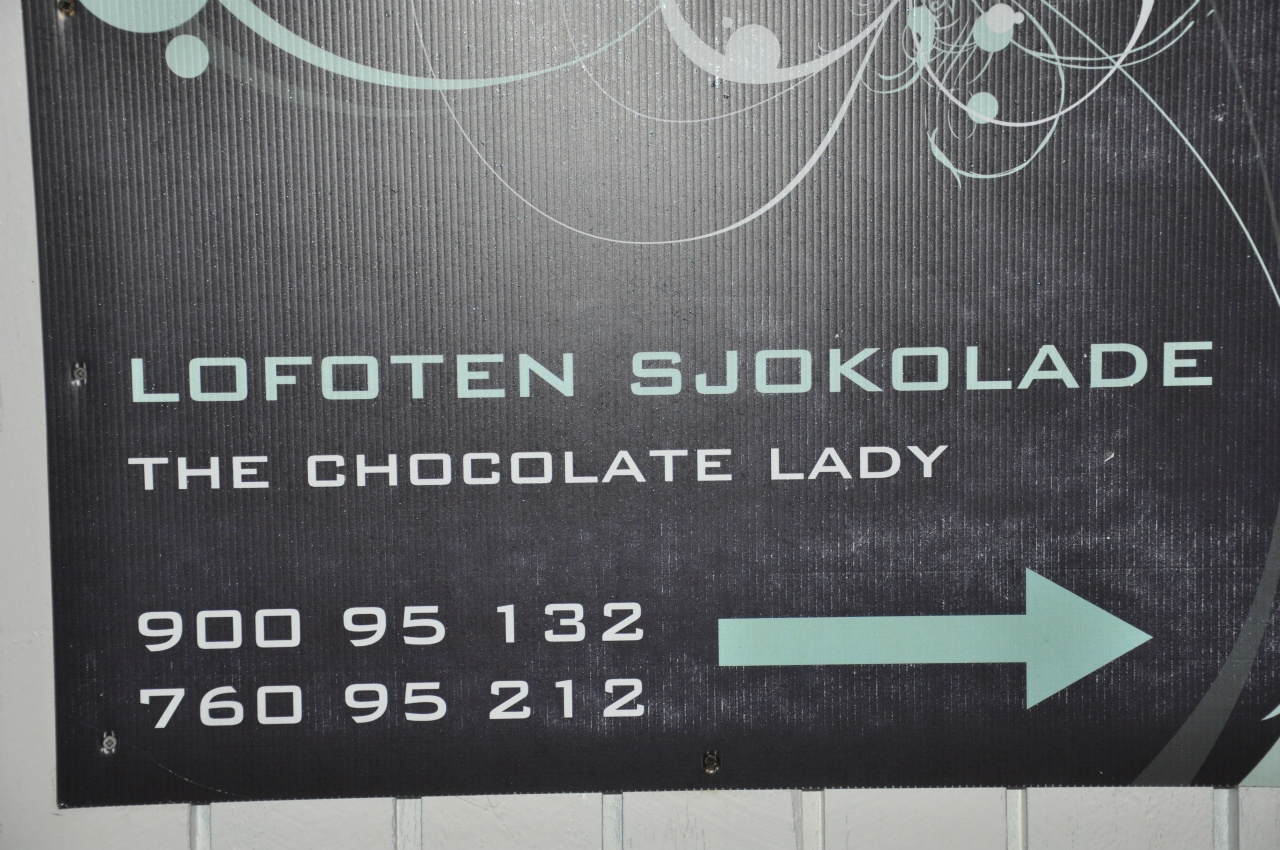 LOFOTEN SJOKOLADE
THE CHOCOLATE LADY
900 95 132
760 95 212